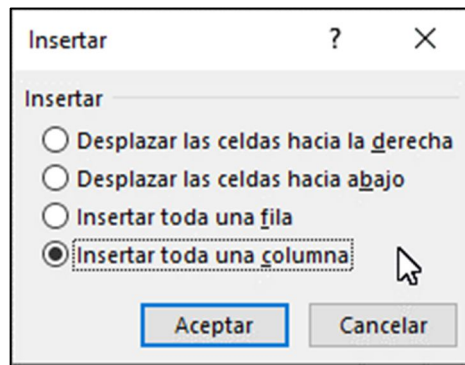 Insertar ?
Insertar
Desplazar las celdas hacia la derecha
Desplazar las celdas hacia abajo
Insertar toda una fila
Insertar toda una columna
Aceptar Cancelar